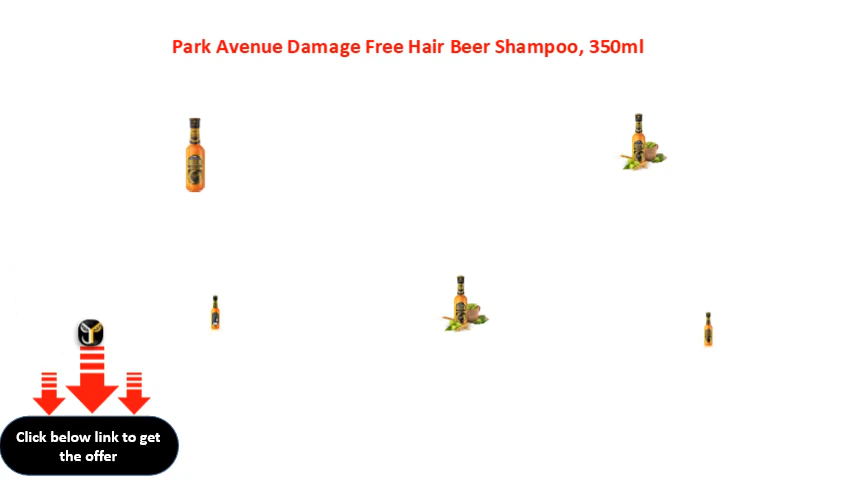 Park Avenue Damage Free Hair Beer Shampoo, 350ml
Click below link to get
the offer